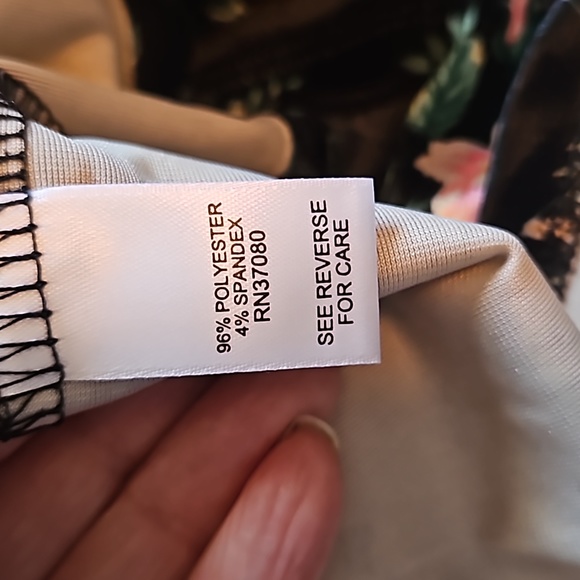 96% POLYESTER
4% SPANDEX
RN37080
SEE REVERSE
FOR CARE